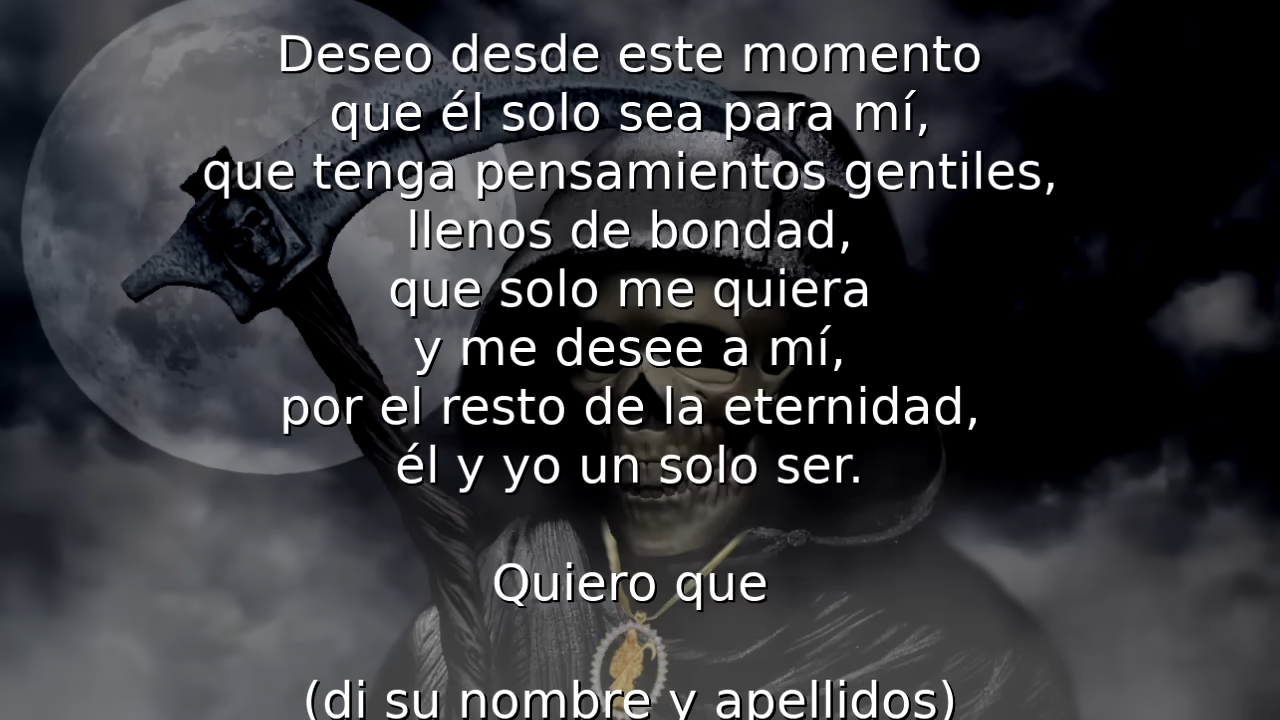 Deseo desde este momento
que él solo sea para mí,
que tenga pensamientos gentiles,
llenos de bondad,
que solo me quiera
y me desee a mí,
por el resto de la eternidad,
él y yo un solo ser.
Quiero que
(di su nombre y apellidos)